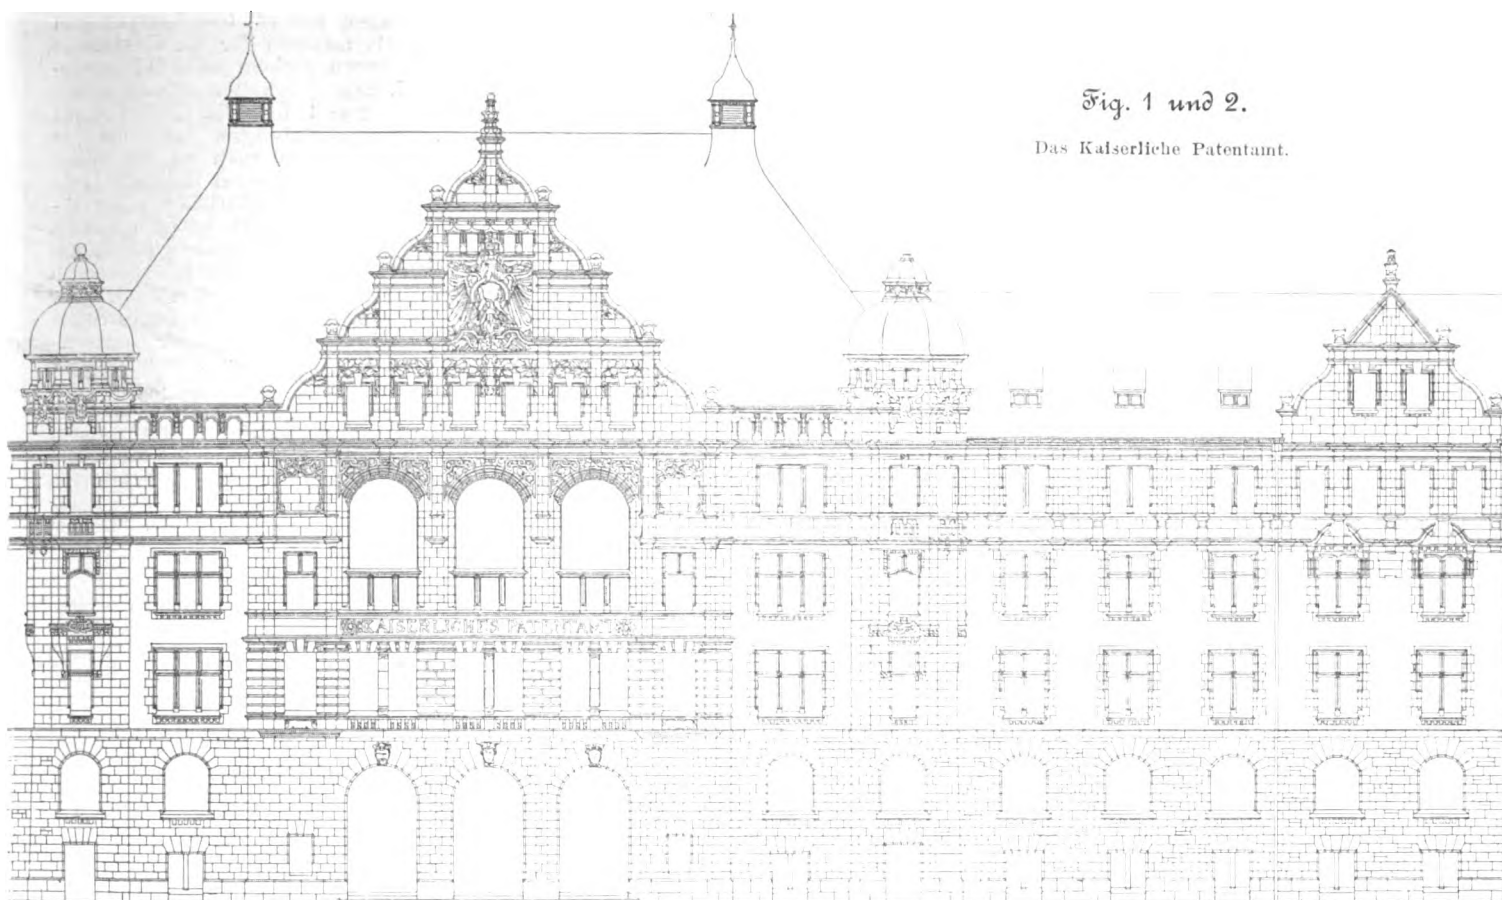 Fig. 1 und 2.
Das Kaiserliche Patentamt.
KAISERLICHES PATENTAMT